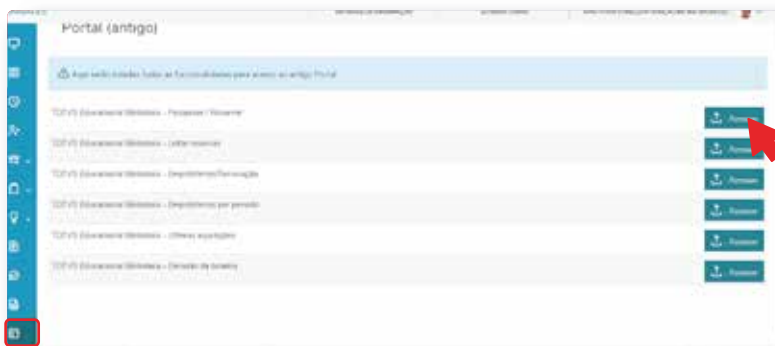 Portal (antigo)
Aqui serão listadas todas as funcionalidades para acesso ao antigo Portal
TOTVS Educacional Biblioteca - Pesquisar / Reservar
Acessar
TOTVS Educacional Biblioteca - Listar reservas
Acessar
TOTVS Educacional Biblioteca - Empréstimos/Renovação
Acessar
TOTVS Educacional Biblioteca - Empréstimos por período
Acessar
TOTVS Educacional Biblioteca - Últimas aquisições
Acessar
TOTVS Educacional Biblioteca - Emissão de boletos
Acessar